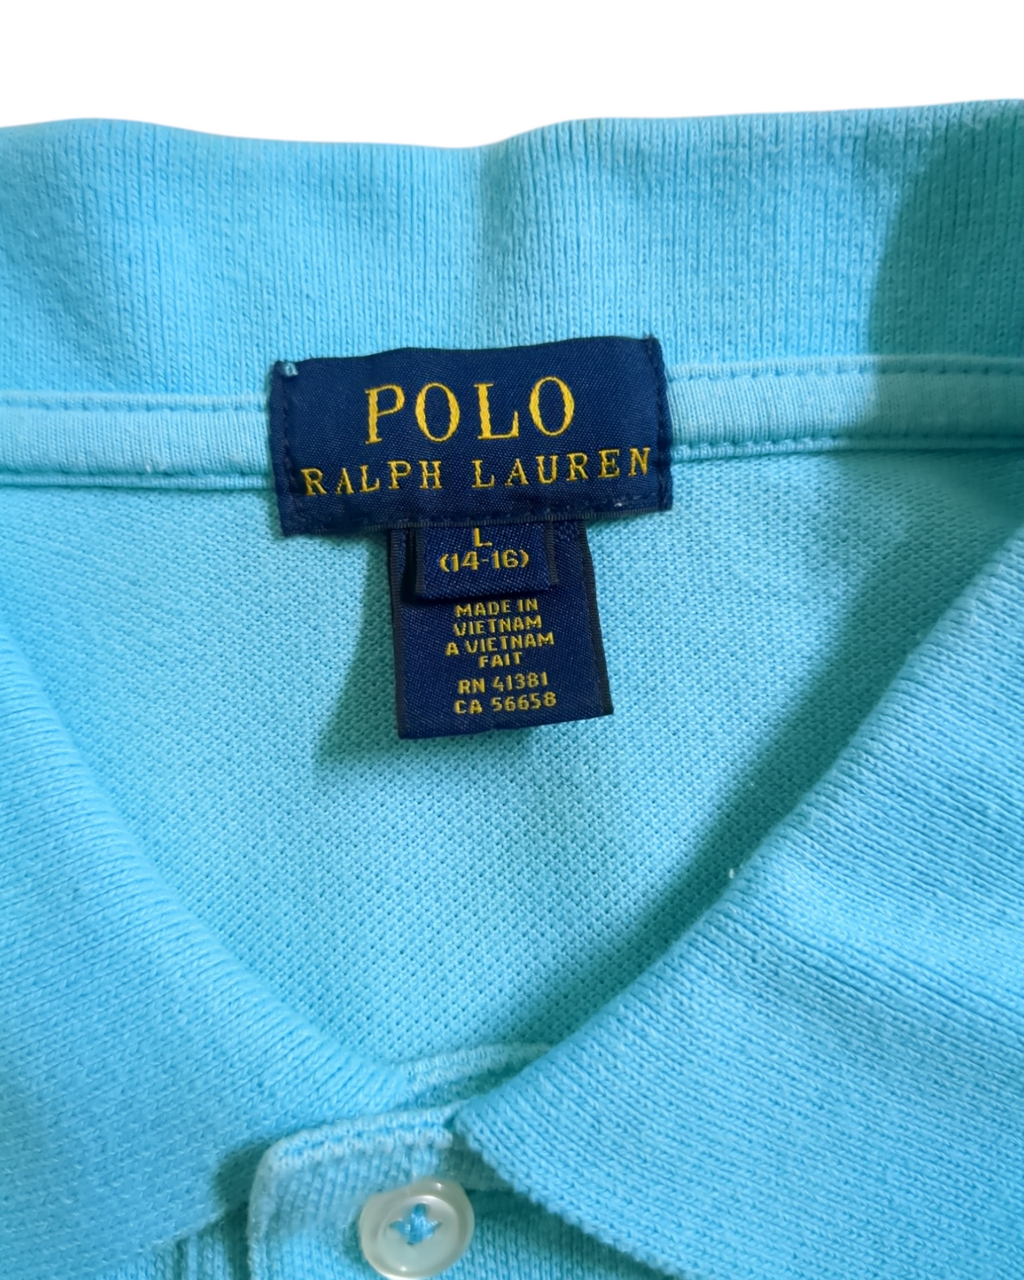 POLO
RALPH LAUREN
L
(14-16)
MADE IN
VIETNAM
A VIETNAM
FAIT
RN 41381
CA 56658